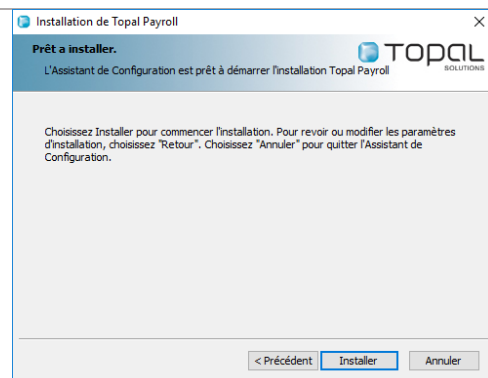 Installation de Topal Payroll
Prêt a installer.
L'Assistant de Configuration est prêt à démarrer l'installation Topal Payroll
TOPAL
SOLUTIONS
Choisissez Installer pour commencer l'installation. Pour revoir ou modifier les paramètres
d'installation, choisissez "Retour". Choisissez "Annuler" pour quitter l'Assistant de
Configuration.
< Précédent
Installer
Annuler